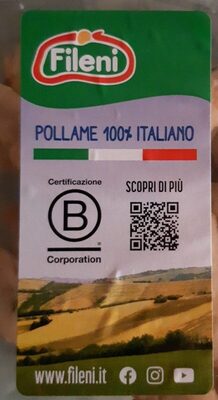 Fileni
POLLAME 100% ITALIANO
Certificazione
B
Corporation
SCOPRI DI PIÙ
www.fileni.it